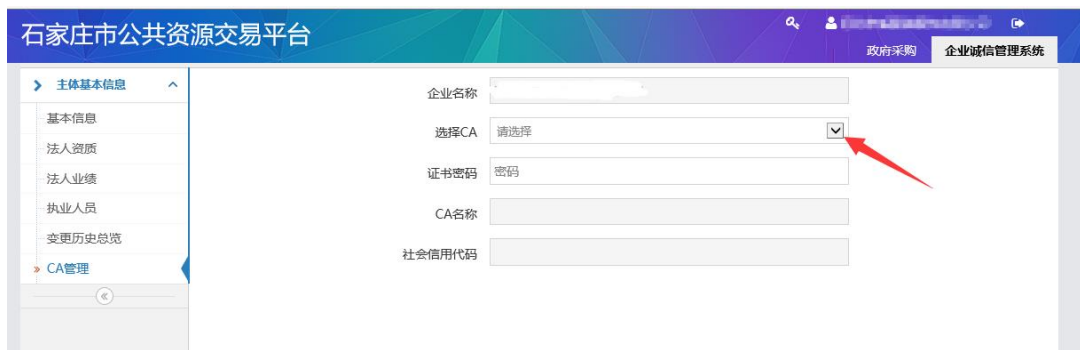 石家庄市公共资源交易平台
政府采购
企业诚信管理系统
主体基本信息
基本信息
法人资质
法人业绩
执业人员
变更历史总览
CA管理
企业名称
选择CA 请选择
证书密码 密码
CA名称
社会信用代码